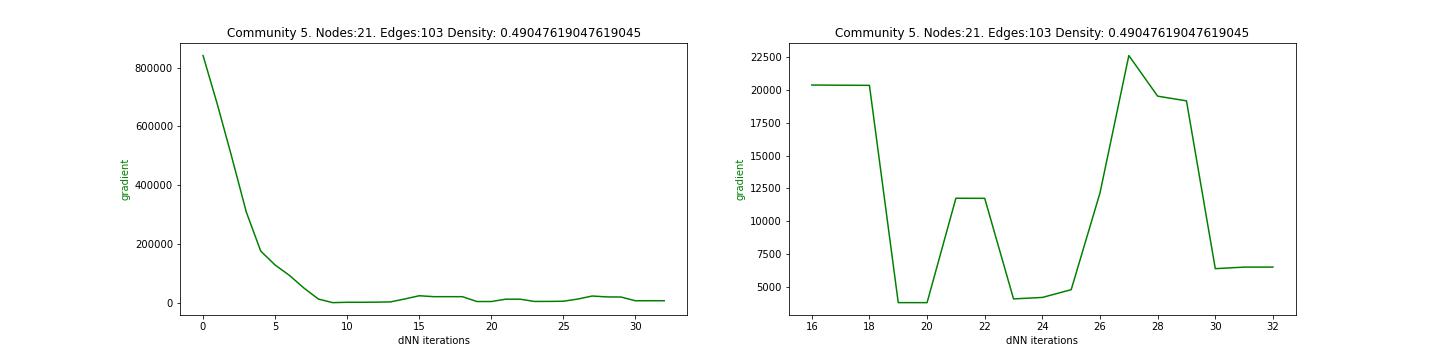 Community 5. Nodes:21. Edges:103 Density: 0.49047619047619045
gradient
800000
600000
400000
200000
0
0 5 10 15 20 25 30
dNN iterations
Community 5. Nodes:21. Edges:103 Density: 0.49047619047619045
gradient
22500
20000
17500
15000
12500
10000
7500
5000
16 18 20 22 24 26 28 30 32
dNN iterations